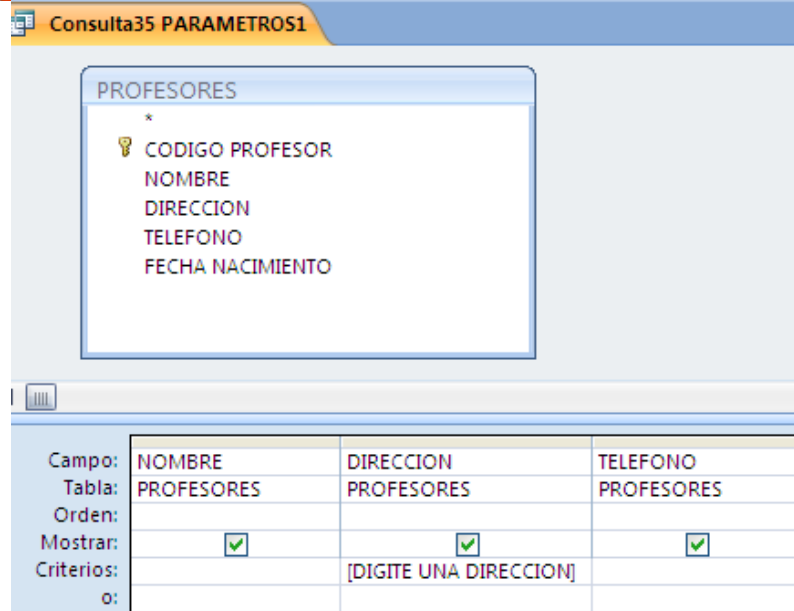 Consulta35 PARAMETROS1
PROFESORES
*
CODIGO PROFESOR
NOMBRE
DIRECCION
TELEFONO
FECHA NACIMIENTO
Campo: NOMBRE DIRECCION TELEFONO
Tabla: PROFESORES PROFESORES PROFESORES
Orden:
Mostrar:
Criterios: [DIGITE UNA DIRECCION]
o: